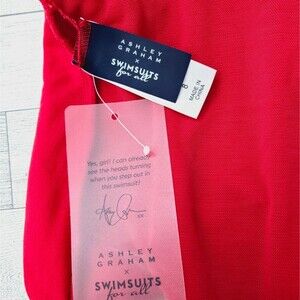 ASHLEY
GRAHAM
x
SWIMSUITS
for all
8
MADE IN
CHINA
Yes, girl! I can already
see the heads turning
when you step out in
this swimsuit!
xx
ASHLEY
GRAHAM
x
SWIMSUITS
for all